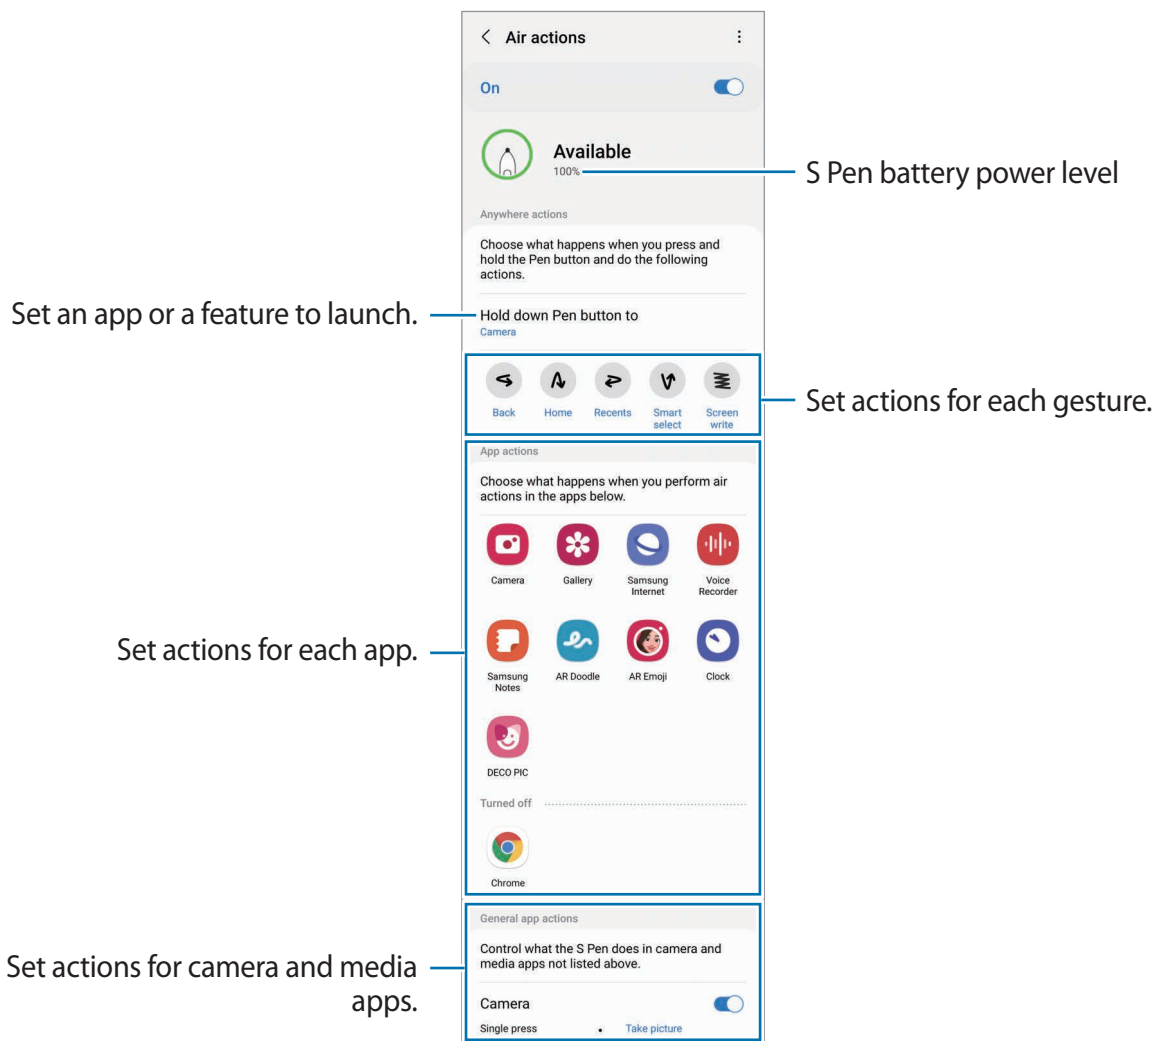 Air actions
On
Available
100%
S Pen battery power level
Anywhere actions
Choose what happens when you press and
hold the Pen button and do the following
actions.
Set an app or a feature to launch.
Hold down Pen button to
Camera
Back Home Recents Smart select Screen write
Set actions for each gesture.
App actions
Choose what happens when you perform air
actions in the apps below.
Camera Gallery Samsung Internet Voice Recorder
Set actions for each app.
Samsung Notes AR Doodle AR Emoji Clock
DECO PIC
Turned off
Chrome
General app actions
Control what the S Pen does in camera and
media apps not listed above.
Set actions for camera and media
apps.
Camera
Single press • Take picture